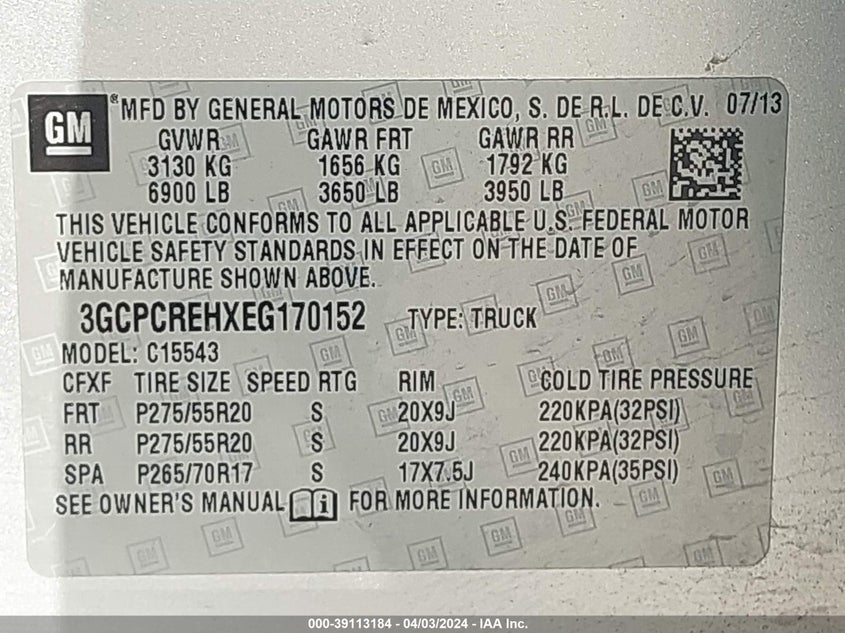 GM ® MFD BY GENERAL MOTORS DE MEXICO, S. DE R.L. DE C.V. 07/13
GVWR GAWR FRT GAWR RR
3130 KG 1656 KG 1792 KG
6900 LB 3650 LB 3950 LB
THIS VEHICLE CONFORMS TO ALL APPLICABLE U.S. FEDERAL MOTOR
VEHICLE SAFETY STANDARDS IN EFFECT ON THE DATE OF
MANUFACTURE SHOWN ABOVE.
3GCPCREHXEG170152 TYPE: TRUCK
MODEL: C15543
CFXF TIRE SIZE SPEED RTG RIM COLD TIRE PRESSURE
FRT P275/55R20 S 20X9J 220KPA(32PSI)
RR P275/55R20 S 20X9J 220KPA(32PSI)
SPA P265/70R17 S 17X7.5J 240KPA(35PSI)
SEE OWNER'S MANUAL i FOR MORE INFORMATION.
000-39113184 - 04/03/2024 - IAA Inc.